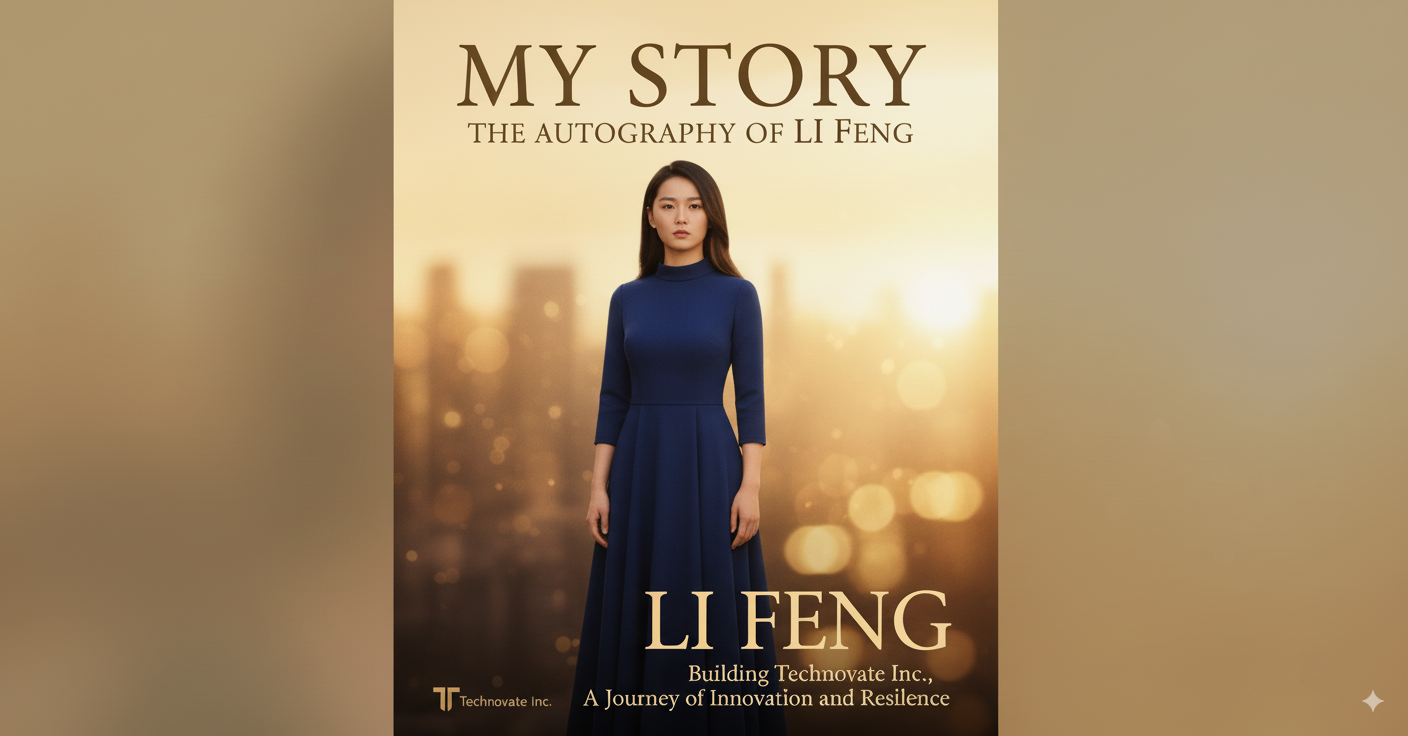 MY STORY
THE AUTOGRAPHY OF LI FENG
LI FENG
Building Technovate Inc.,
A Journey of Innovation and Resilence
Technovate Inc.